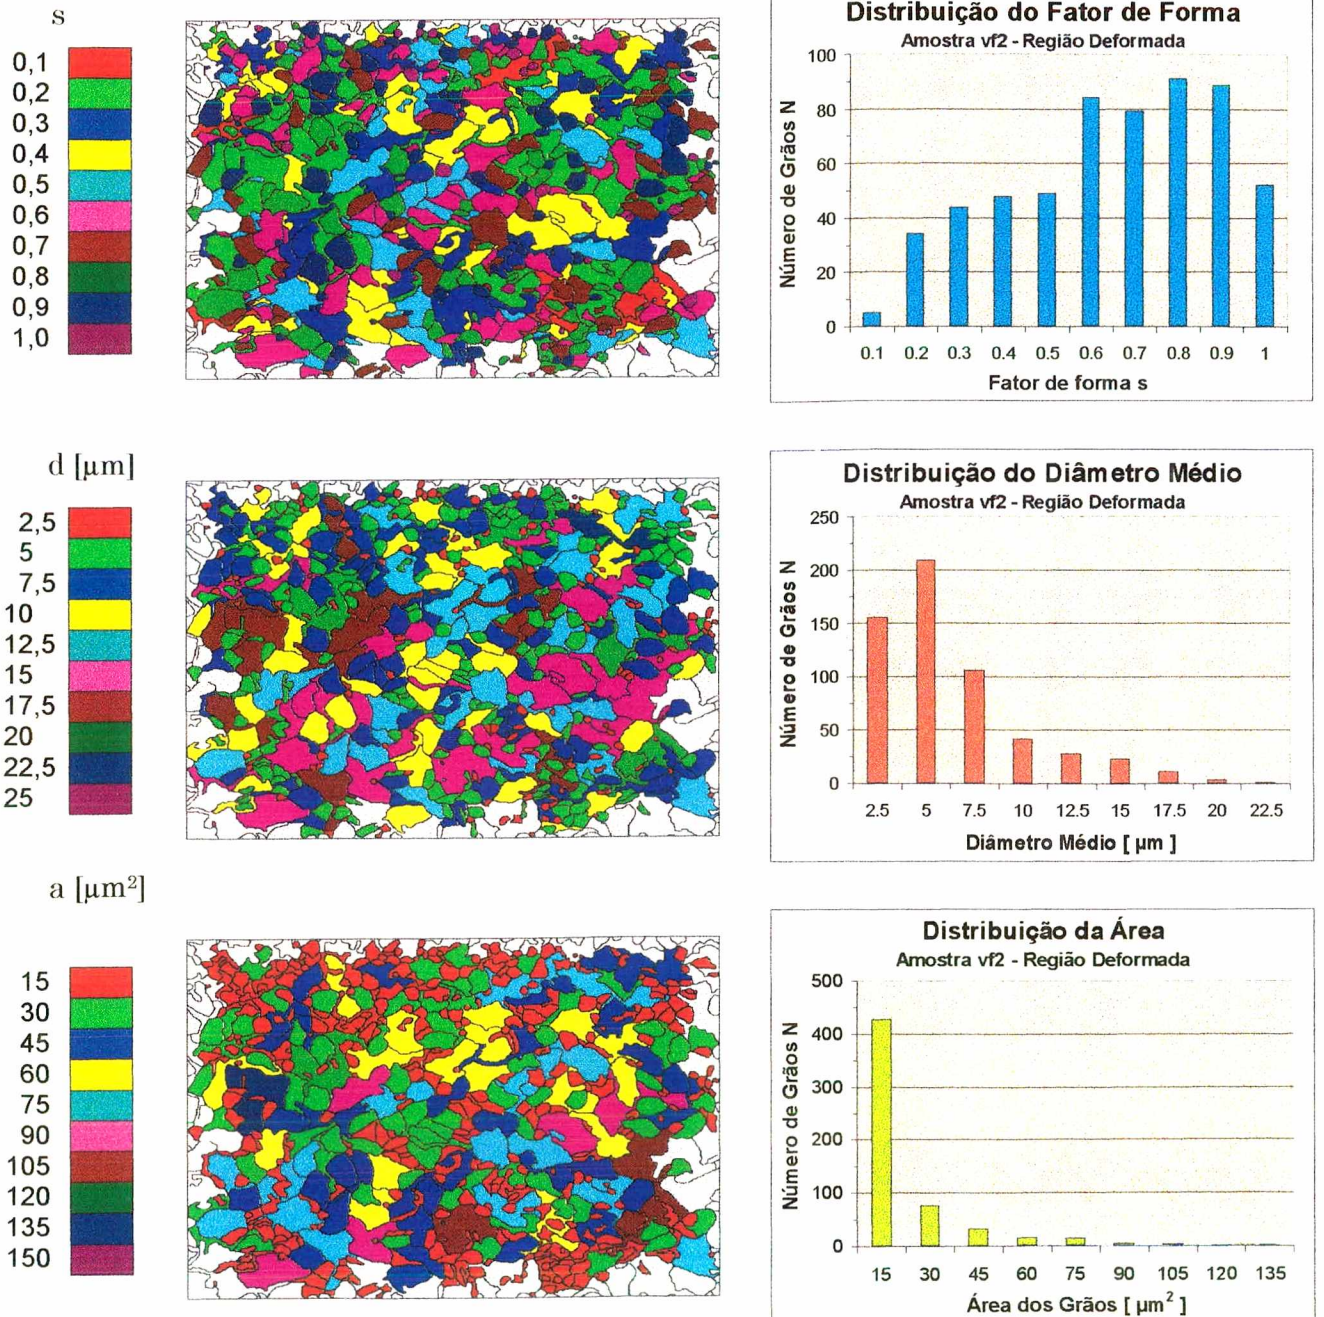 s
0,1
0,2
0,3
0,4
0,5
0,6
0,7
0,8
0,9
1,0
Distribuição do Fator de Forma
Amostra vf2 - Região Deformada
Número de Grãos N
100
80
60
40
20
0
0.1 0.2 0.3 0.4 0.5 0.6 0.7 0.8 0.9 1
Fator de forma s
d [µm]
2,5
5
7,5
10
12,5
15
17,5
20
22,5
25
Distribuição do Diâmetro Médio
Amostra vf2 - Região Deformada
Número de Grãos N
250
200
150
100
50
0
2.5 5 7.5 10 12.5 15 17.5 20 22.5
Diâmetro Médio [ µm ]
a [µm²]
15
30
45
60
75
90
105
120
135
150
Distribuição da Área
Amostra vf2 - Região Deformada
Número de Grãos N
500
400
300
200
100
0
15 30 45 60 75 90 105 120 135
Área dos Grãos [ µm² ]